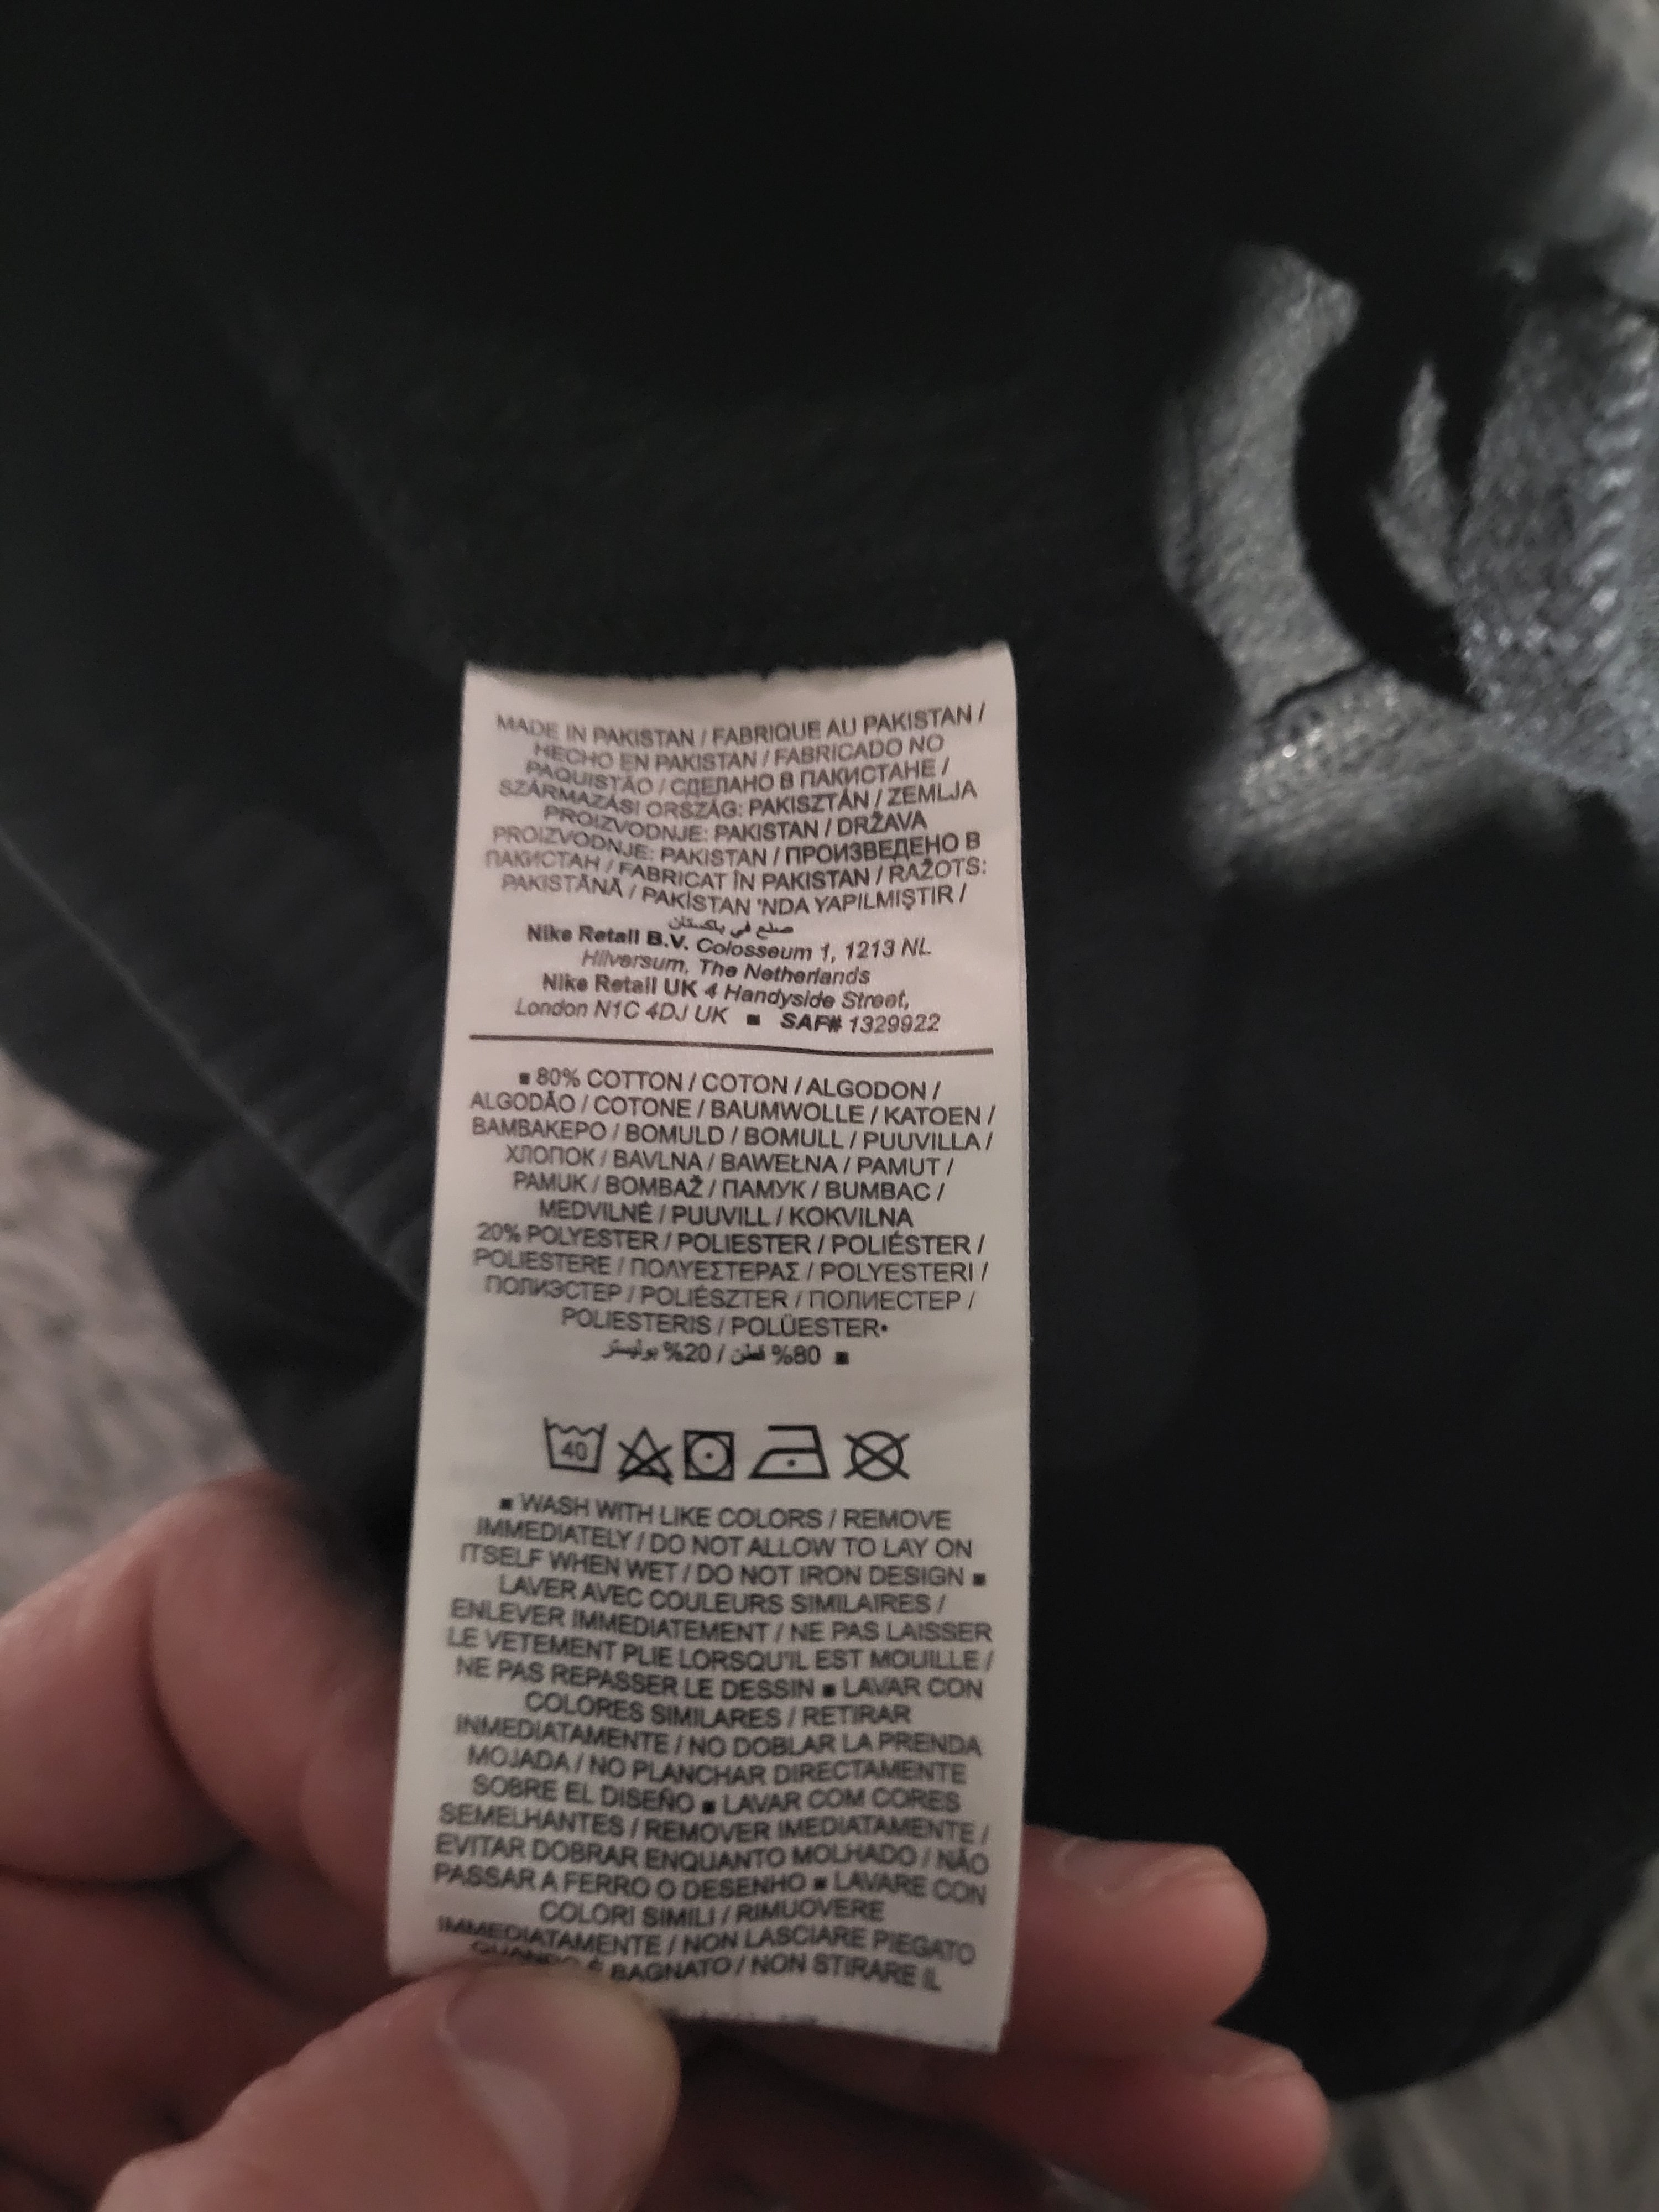 MADE IN PAKISTAN / FABRIQUE AU PAKISTAN /
HECHO EN PAKISTAN / FABRICADO NO
PAQUISTÃO / СДЕЛАНО В ПАКИСТАНЕ /
SZÁRMAZÁSI ORSZÁG: PAKISZTÁN / ZEMLJA
PROIZVODNJE: PAKISTAN / DRŽAVA
PROIZVODNJE: PAKISTAN / ПРОИЗВЕДЕНО В
ПАКИСТАН / FABRICAT ÎN PAKISTAN / RAŽOTS:
PAKISTĀNĀ / PAKİSTAN 'NDA YAPILMIŞTIR /
صنع في باكستان
Nike Retail B.V. Colosseum 1, 1213 NL
Hilversum, The Netherlands
Nike Retail UK 4 Handyside Street,
London N1C 4DJ UK ■ SAF# 1329922
■ 80% COTTON / COTON / ALGODON /
ALGODÃO / COTONE / BAUMWOLLE / KATOEN /
ΒΑΜΒΑΚΕΡΟ / BOMULD / BOMULL / PUUVILLA /
ХЛОПОК / BAVLNA / BAWEŁNA / PAMUT /
PAMUK / BOMBAŽ / ПАМУК / BUMBAC /
MEDVILNĖ / PUUVILL / KOKVILNA
20% POLYESTER / POLIESTER / POLIÉSTER /
POLIESTERE / ΠΟΛΥΕΣΤΕΡΑΣ / POLYESTERI /
ПОЛИЭСТЕР / POLIÉSZTER / ПОЛИЕСТЕР /
POLIESTERIS / POLÜESTER•
■ 80% قطن / 20% بوليستر
40
■ WASH WITH LIKE COLORS / REMOVE
IMMEDIATELY / DO NOT ALLOW TO LAY ON
ITSELF WHEN WET / DO NOT IRON DESIGN ■
LAVER AVEC COULEURS SIMILAIRES /
ENLEVER IMMEDIATEMENT / NE PAS LAISSER
LE VETEMENT PLIE LORSQU'IL EST MOUILLE /
NE PAS REPASSER LE DESSIN ■ LAVAR CON
COLORES SIMILARES / RETIRAR
INMEDIATAMENTE / NO DOBLAR LA PRENDA
MOJADA / NO PLANCHAR DIRECTAMENTE
SOBRE EL DISEÑO ■ LAVAR COM CORES
SEMELHANTES / REMOVER IMEDIATAMENTE /
EVITAR DOBRAR ENQUANTO MOLHADO / NÃO
PASSAR A FERRO O DESENHO ■ LAVARE CON
COLORI SIMILI / RIMUOVERE
IMMEDIATAMENTE / NON LASCIARE PIEGATO
QUANDO È BAGNATO / NON STIRARE IL